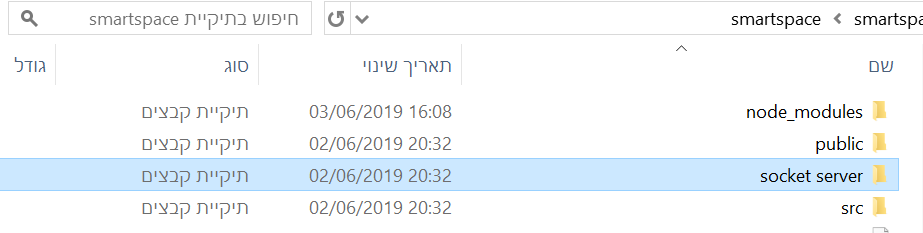 smartspa smartspace חיפוש בתיקיית smartspace
שם תאריך שינוי סוג גודל
node_modules 03/06/2019 16:08 תיקיית קבצים
public 02/06/2019 20:32 תיקיית קבצים
socket server 02/06/2019 20:32 תיקיית קבצים
src 02/06/2019 20:32 תיקיית קבצים